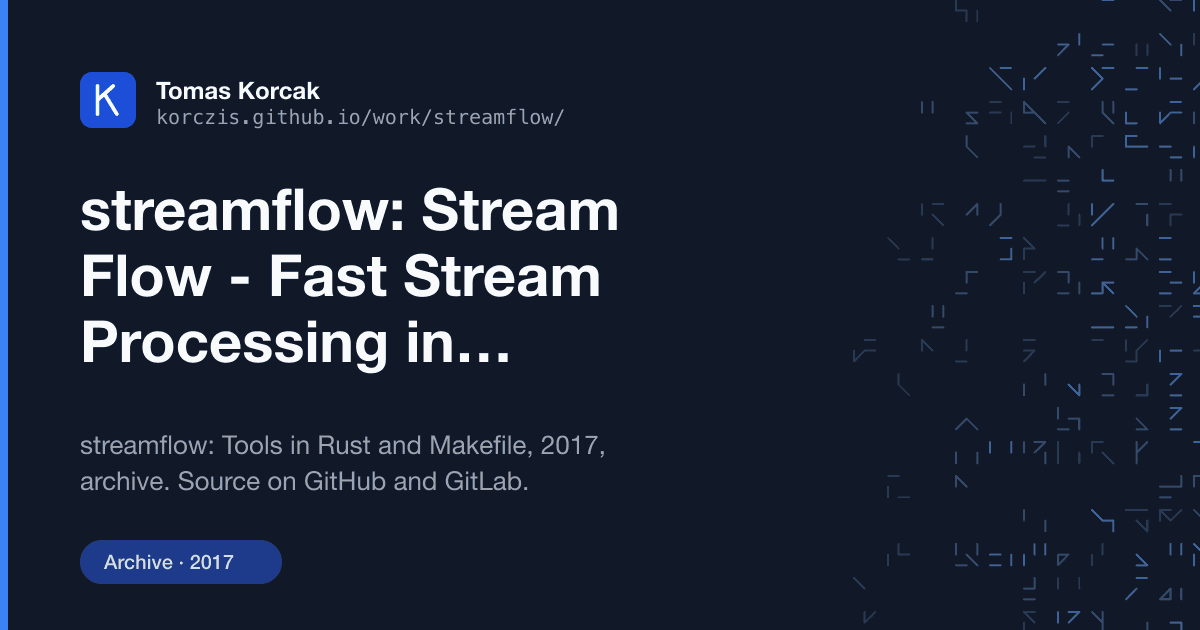 K
Tomas Korcak
korczis.github.io/work/streamflow/
streamflow: Stream
Flow - Fast Stream
Processing in…
streamflow: Tools in Rust and Makefile, 2017,
archive. Source on GitHub and GitLab.
Archive · 2017